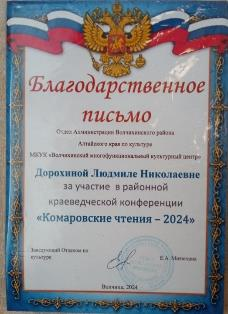 Благодарственное
письмо
Отдел Администрации Волчихинского района
Алтайского края по культуре
МБУК «Волчихинский многофункциональный культурный центр»
Дорохиной Людмиле Николаевне
за участие в районной
краеведческой конференции
«Комаровские чтения – 2024»
Заведующий Отделом по
культуре
Е.А.
Волчиха, 2024